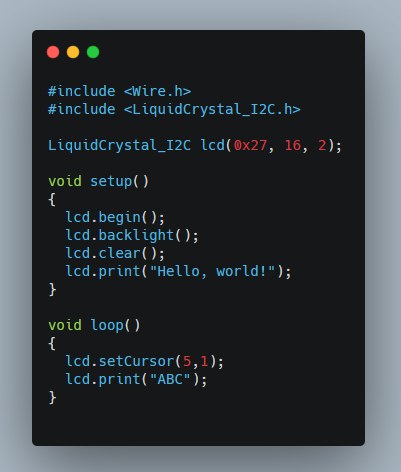 #include <Wire.h>
#include <LiquidCrystal_I2C.h>

LiquidCrystal_I2C lcd(0x27, 16, 2);

void setup()
{
  lcd.begin();
  lcd.backlight();
  lcd.clear();
  lcd.print("Hello, world!");
}

void loop()
{
  lcd.setCursor(5,1);
  lcd.print("ABC");
}